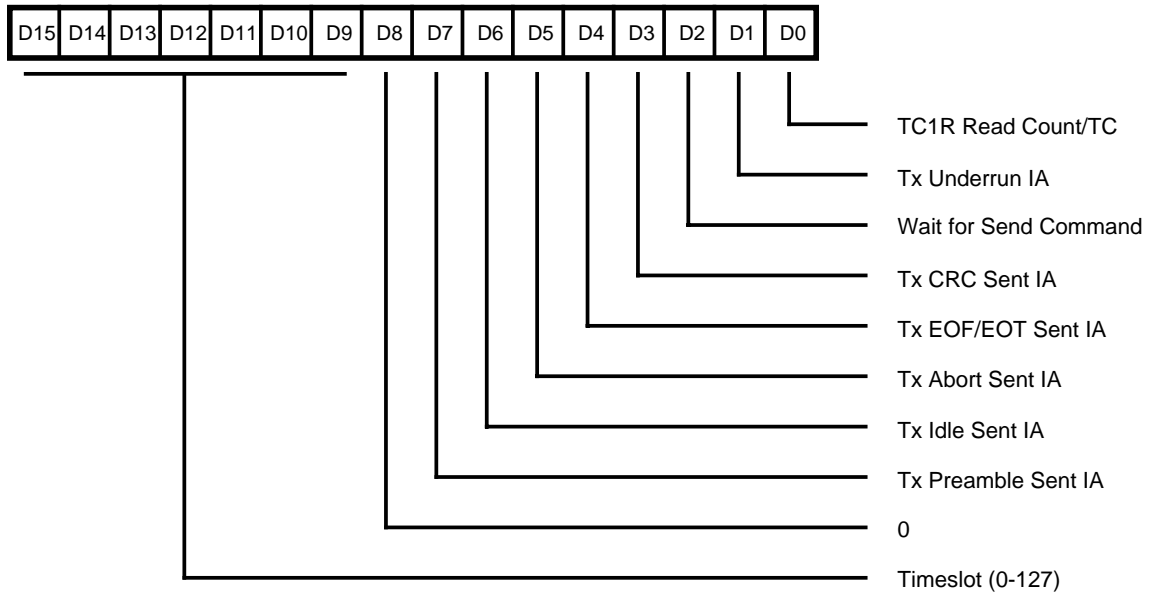 D15 D14 D13 D12 D11 D10 D9 D8 D7 D6 D5 D4 D3 D2 D1 D0
TC1R Read Count/TC
Tx Underrun IA
Wait for Send Command
Tx CRC Sent IA
Tx EOF/EOT Sent IA
Tx Abort Sent IA
Tx Idle Sent IA
Tx Preamble Sent IA
0
Timeslot (0-127)